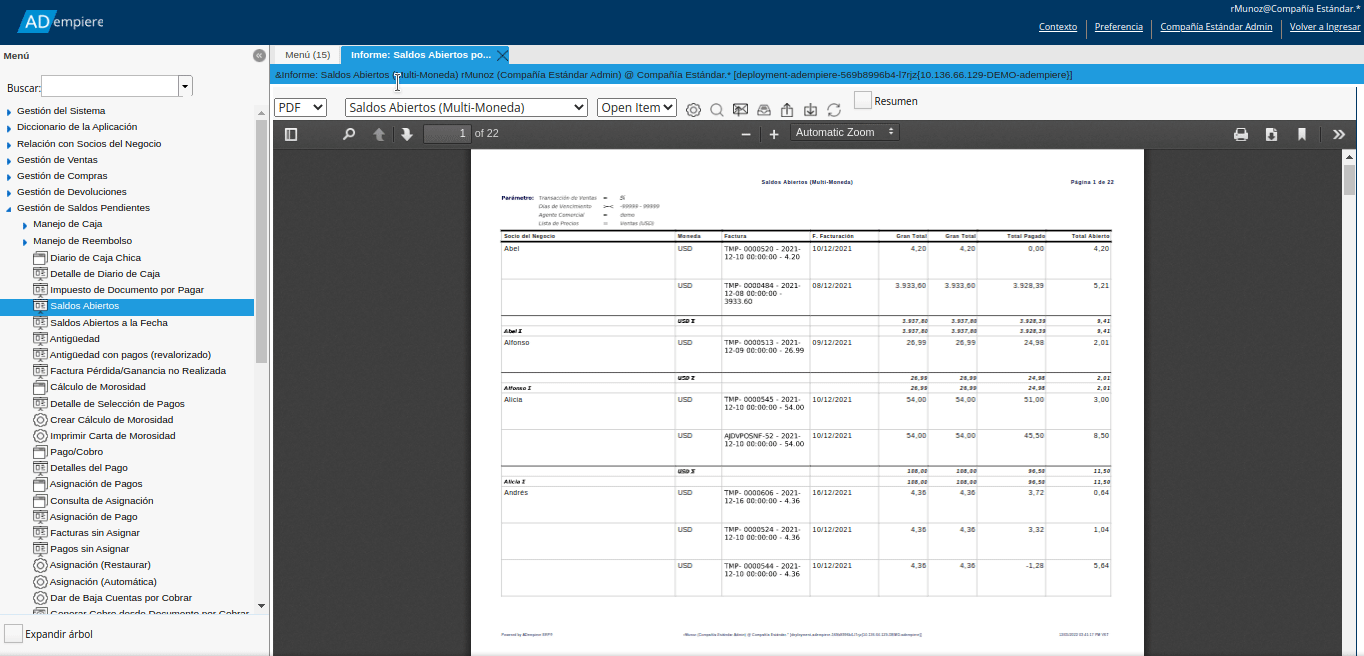 ADempiere
rMunoz@Compañía Estándar.*
Contexto Preferencia Compañía Estándar Admin Volver a Ingresar
Menú
Buscar:
Gestión del Sistema
Diccionario de la Aplicación
Relación con Socios del Negocio
Gestión de Ventas
Gestión de Compras
Gestión de Devoluciones
Gestión de Saldos Pendientes
Manejo de Caja
Manejo de Reembolso
Diario de Caja Chica
Detalle de Diario de Caja
Impuesto de Documento por Pagar
Saldos Abiertos
Saldos Abiertos a la Fecha
Antigüedad
Antigüedad con pagos (revalorizado)
Factura Pérdida/Ganancia no Realizada
Cálculo de Morosidad
Detalle de Selección de Pagos
Crear Cálculo de Morosidad
Imprimir Carta de Morosidad
Pago/Cobro
Detalles del Pago
Asignación de Pagos
Consulta de Asignación
Asignación de Pago
Facturas sin Asignar
Pagos sin Asignar
Asignación (Restaurar)
Asignación (Automática)
Dar de Baja Cuentas por Cobrar
Generar Cobro desde Documento por Cobrar
Expandir árbol
Menú (15) Informe: Saldos Abiertos po...
&Informe: Saldos Abiertos (Multi-Moneda) rMunoz (Compañía Estándar Admin) @ Compañía Estándar.* [deployment-adempiere-569b8996b4-l7rjz{10.136.66.129-DEMO-adempiere}]
PDF Saldos Abiertos (Multi-Moneda) Open Item Resumen
1 of 22 Automatic Zoom
Saldos Abiertos (Multi-Moneda) Página 1 de 22
Parámetro: Transacción de Ventas = Sí
Días de Vencimiento >=< -99999 - 99999
Agente Comercial = demo
Lista de Precios = Ventas (USD)
Socio del Negocio Moneda Factura F. Facturación Gran Total Gran Total Total Pagado Total Abierto
Abel USD TMP- 0000520 - 2021- 10/12/2021 4,20 4,20 0,00 4,20
12-10 00:00:00 - 4.20
USD TMP- 0000484 - 2021- 08/12/2021 3.933,60 3.933,60 3.928,39 5,21
12-08 00:00:00 -
3933.60
USD Σ 3.937,80 3.937,80 3.928,39 9,41
Abel Σ 3.937,80 3.937,80 3.928,39 9,41
Alfonso USD TMP- 0000513 - 2021- 09/12/2021 26,99 26,99 24,98 2,01
12-09 00:00:00 - 26.99
USD Σ 26,99 26,99 24,98 2,01
Alfonso Σ 26,99 26,99 24,98 2,01
Alicia USD TMP- 0000545 - 2021- 10/12/2021 54,00 54,00 51,00 3,00
12-10 00:00:00 - 54.00
USD AJDVPOSNF-52 - 2021- 10/12/2021 54,00 54,00 45,50 8,50
12-10 00:00:00 - 54.00
USD Σ 108,00 108,00 96,50 11,50
Alicia Σ 108,00 108,00 96,50 11,50
Andrés USD TMP- 0000606 - 2021- 16/12/2021 4,36 4,36 3,72 0,64
12-16 00:00:00 - 4.36
USD TMP- 0000524 - 2021- 10/12/2021 4,36 4,36 3,32 1,04
12-10 00:00:00 - 4.36
USD TMP- 0000544 - 2021- 10/12/2021 4,36 4,36 -1,28 5,64
12-10 00:00:00 - 4.36
Powered by ADempiere rMunoz (Compañía Estándar Admin) @ Compañía Estándar.* [deployment-adempiere-569b8996b4-l7rjz{10.136.66.129-DEMO-adempiere}]